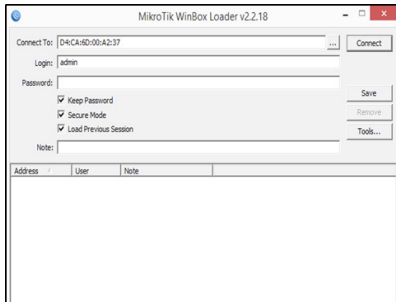 MikroTik WinBox Loader v2.2.18
Connect To: D4:CA:6D:00:A2:37 ... Connect
Login: admin
Password:
Keep Password
Save
Secure Mode
Remove
Load Previous Session
Tools...
Note:
Address User Note